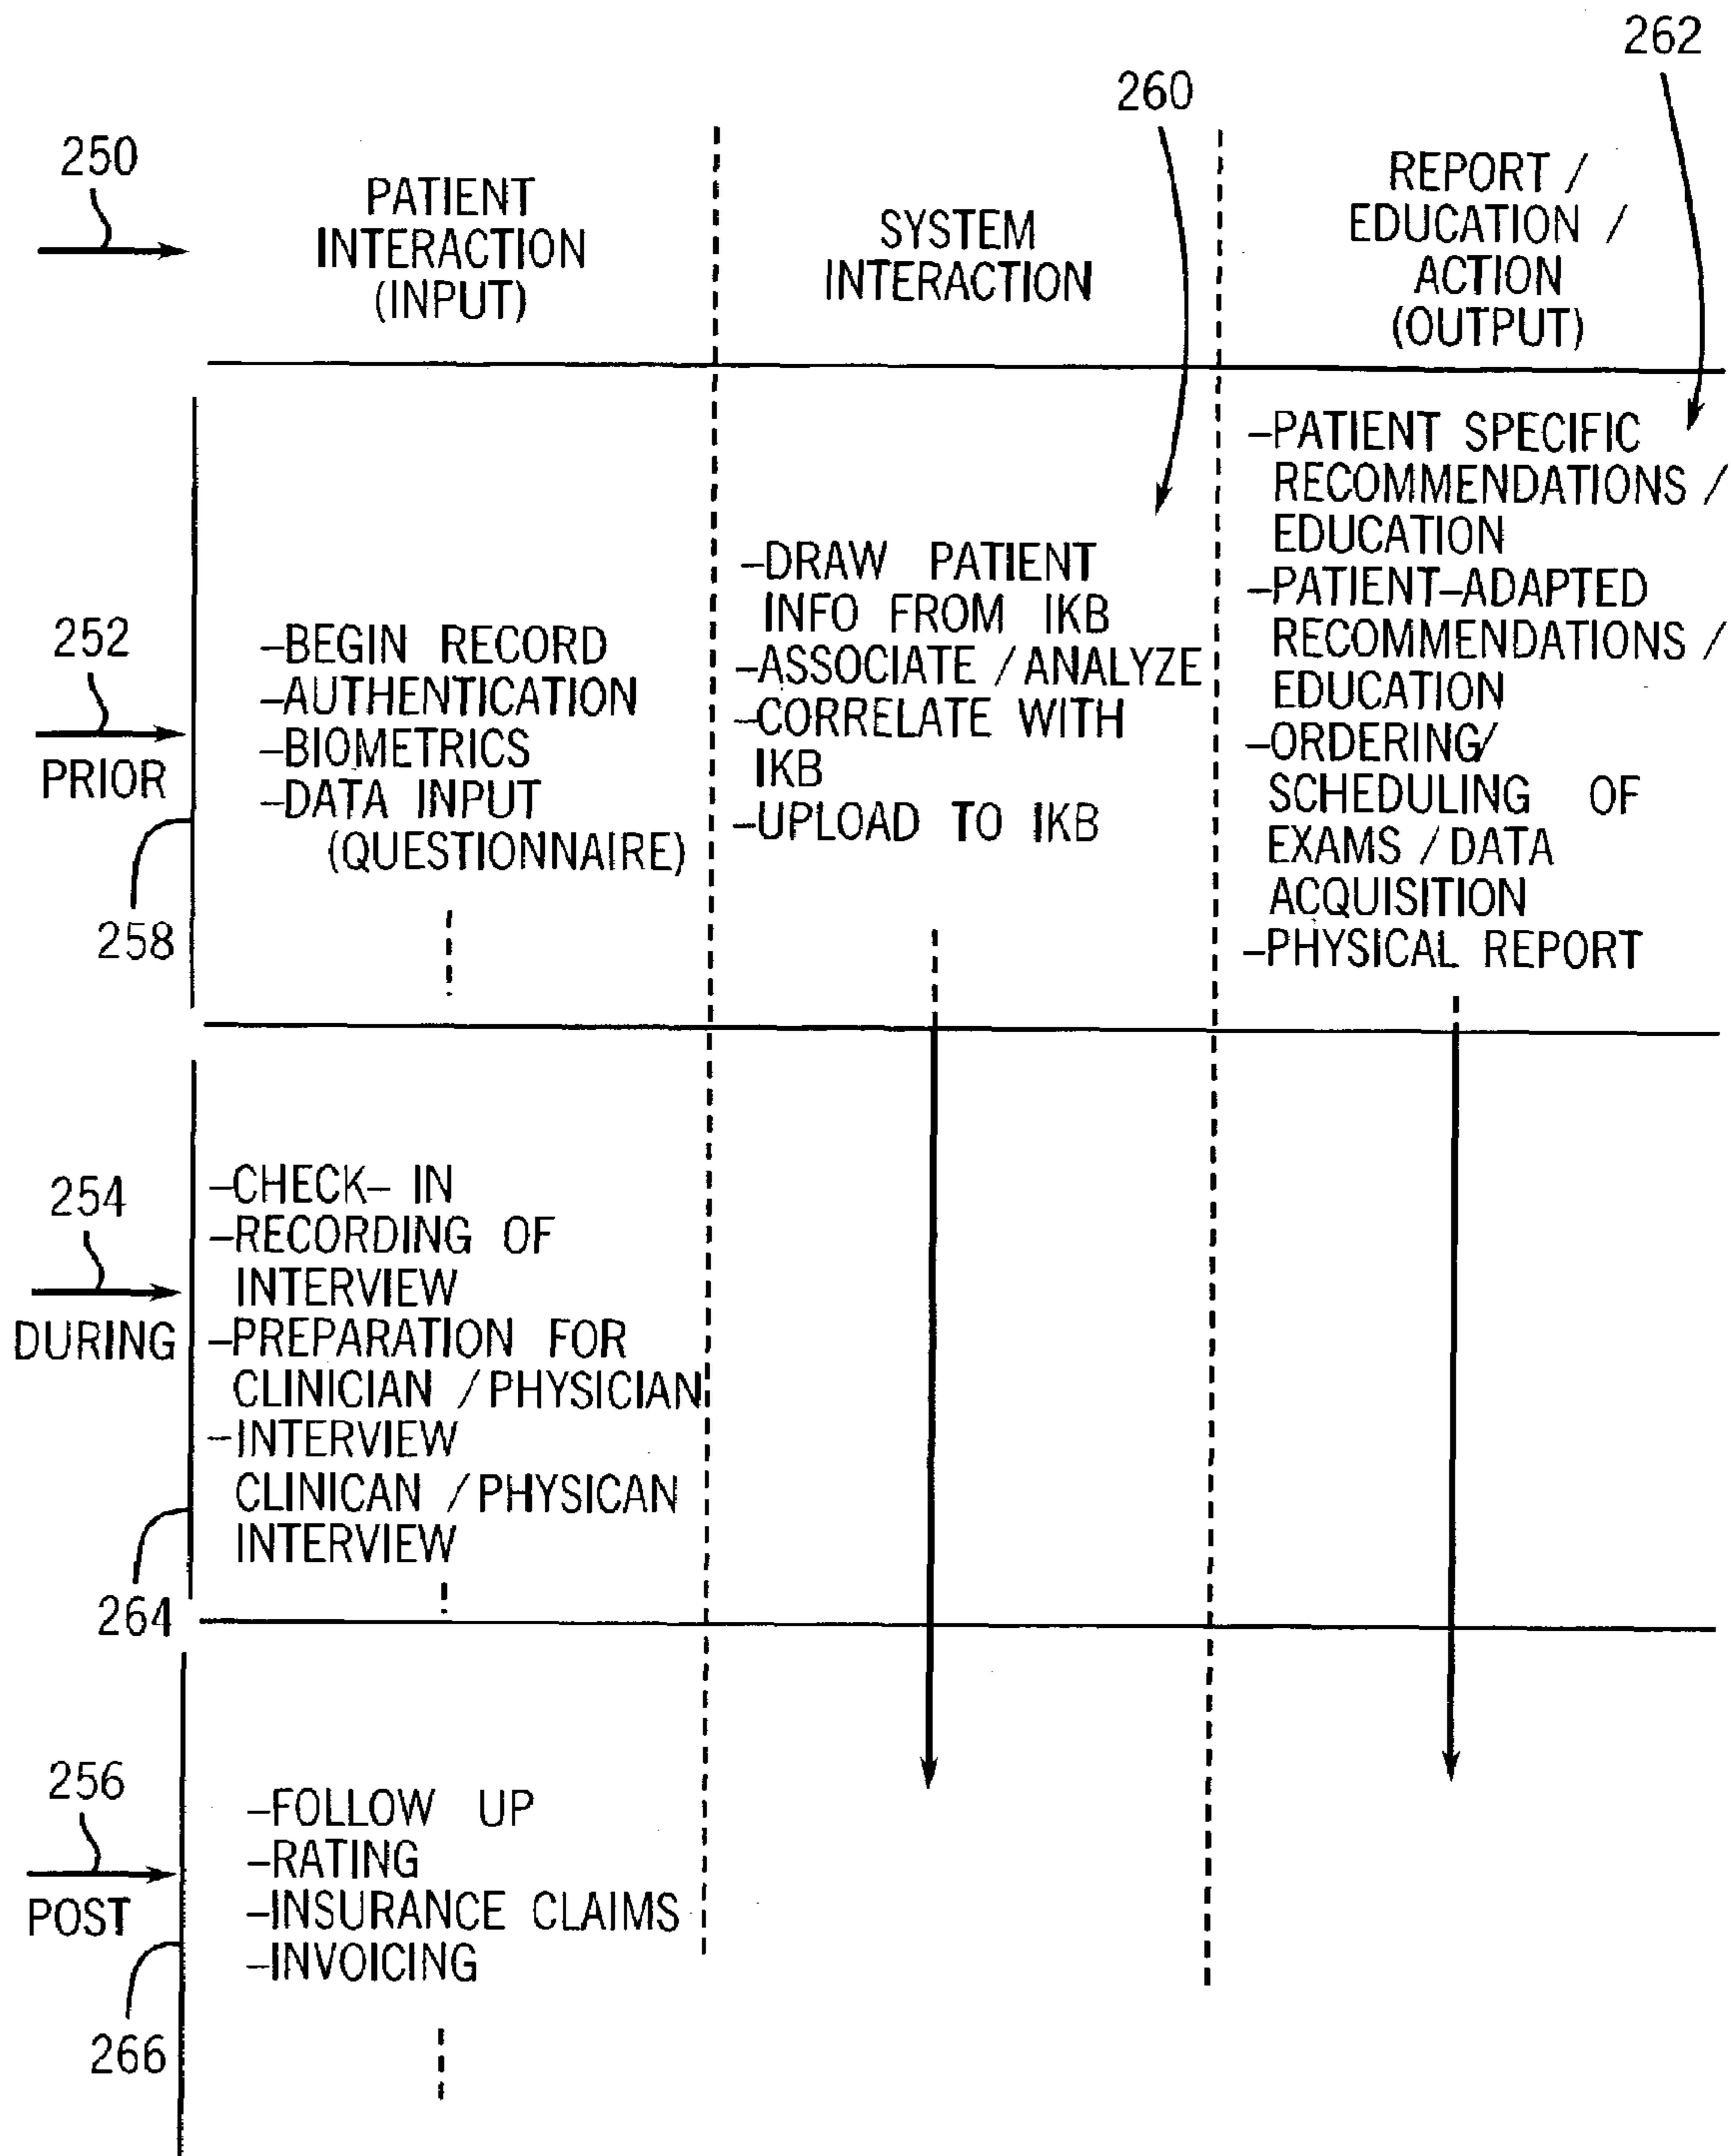 262
260
250
PATIENT
INTERACTION
(INPUT)
SYSTEM
INTERACTION
REPORT /
EDUCATION /
ACTION
(OUTPUT)
252
PRIOR
258
-BEGIN RECORD
-AUTHENTICATION
-BIOMETRICS
-DATA INPUT
(QUESTIONNAIRE)
-DRAW PATIENT
INFO FROM IKB
-ASSOCIATE / ANALYZE
-CORRELATE WITH
IKB
-UPLOAD TO IKB
-PATIENT SPECIFIC
RECOMMENDATIONS /
EDUCATION
-PATIENT-ADAPTED
RECOMMENDATIONS /
EDUCATION
-ORDERING/
SCHEDULING OF
EXAMS / DATA
ACQUISITION
-PHYSICAL REPORT
254
DURING
264
-CHECK- IN
-RECORDING OF
INTERVIEW
-PREPARATION FOR
CLINICIAN / PHYSICIAN
-INTERVIEW
CLINICAN / PHYSICAN
INTERVIEW
256
POST
266
-FOLLOW UP
-RATING
-INSURANCE CLAIMS
-INVOICING